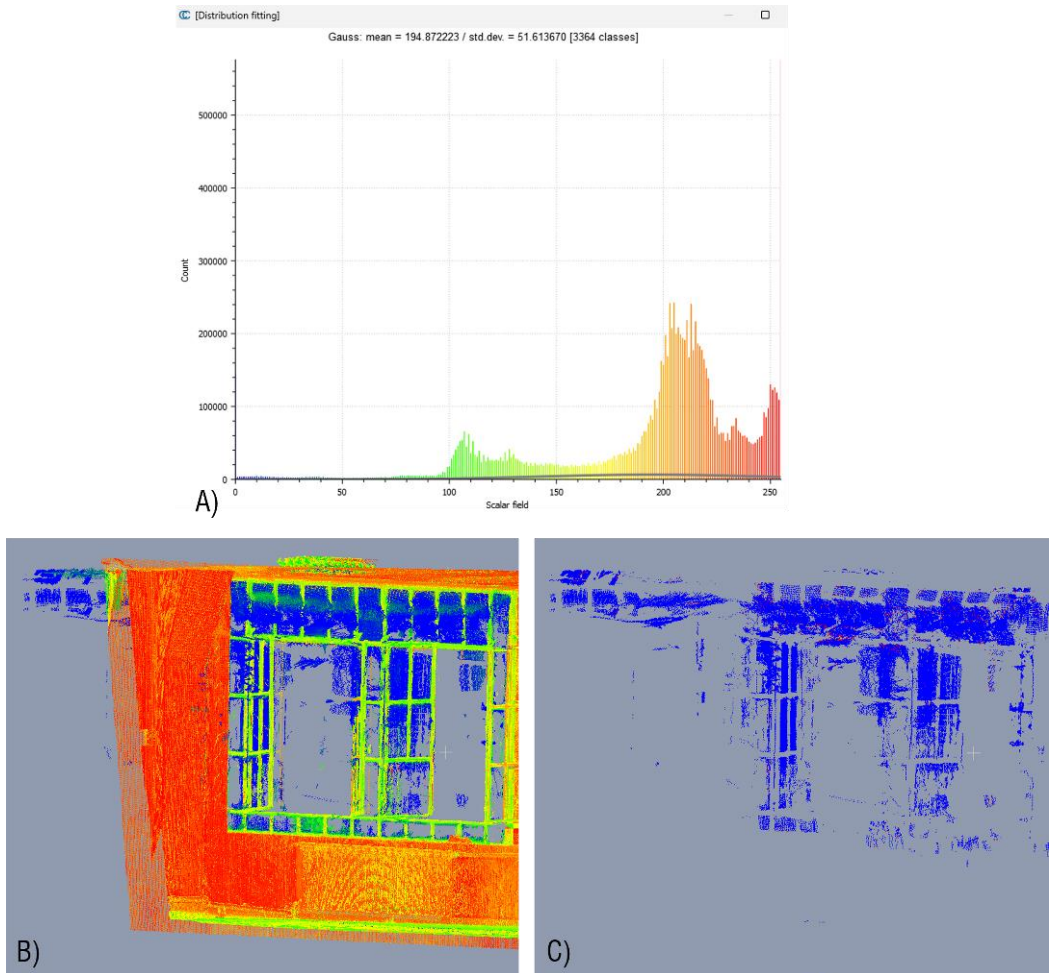 [Distribution fitting]
Gauss: mean = 194.872223 / std.dev. = 51.613670 [3364 classes]
500000
400000
300000
200000
100000
0
Count
0 50 100 150 200 250
Scalar field
A)
B)
C)